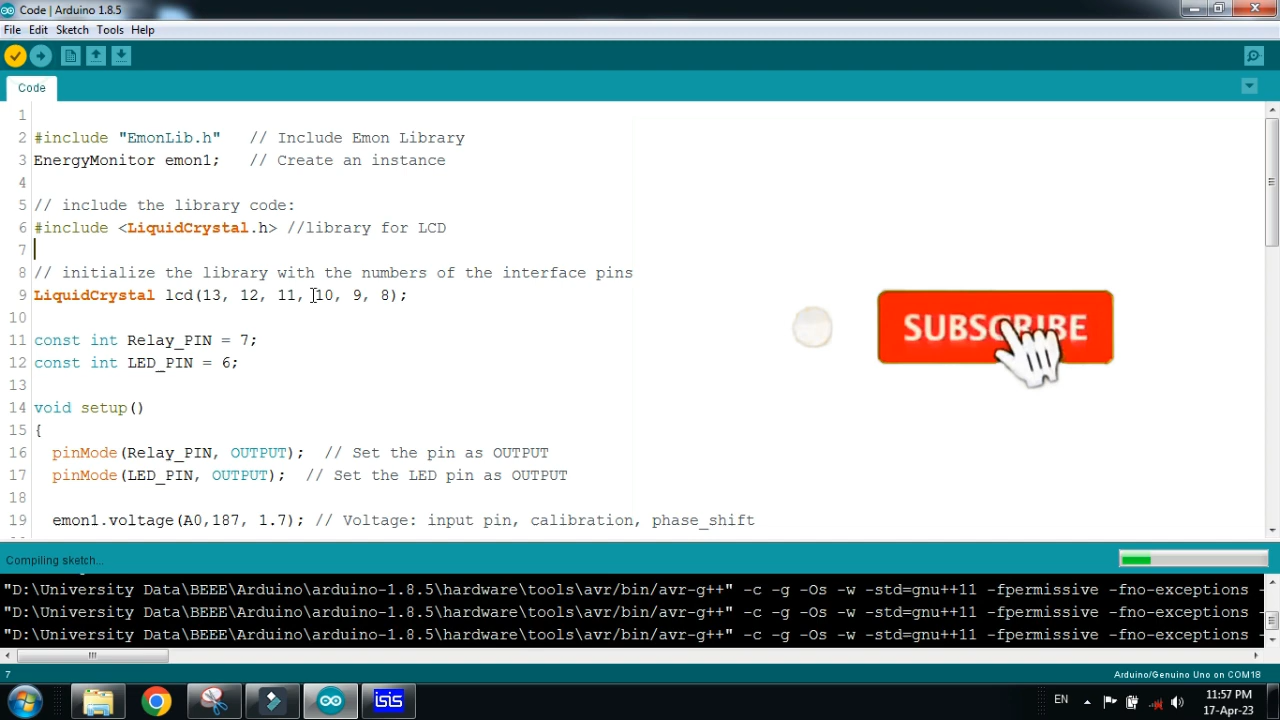 Code | Arduino 1.8.5
File Edit Sketch Tools Help
Code
1
2 #include "EmonLib.h" // Include Emon Library
3 EnergyMonitor emon1; // Create an instance
4
5 // include the library code:
6 #include <LiquidCrystal.h> //library for LCD
7
8 // initialize the library with the numbers of the interface pins
9 LiquidCrystal lcd(13, 12, 11, 10, 9, 8);
10
11 const int Relay_PIN = 7;
12 const int LED_PIN = 6;
13
14 void setup()
15 {
16 pinMode(Relay_PIN, OUTPUT); // Set the pin as OUTPUT
17 pinMode(LED_PIN, OUTPUT); // Set the LED pin as OUTPUT
18
19 emon1.voltage(A0,187, 1.7); // Voltage: input pin, calibration, phase_shift
SUBSCRIBE
Compiling sketch...
"D:\University Data\BEEE\Arduino\arduino-1.8.5\hardware\tools\avr/bin/avr-g++" -c -g -Os -w -std=gnu++11 -fpermissive -fno-exceptions -
"D:\University Data\BEEE\Arduino\arduino-1.8.5\hardware\tools\avr/bin/avr-g++" -c -g -Os -w -std=gnu++11 -fpermissive -fno-exceptions -
"D:\University Data\BEEE\Arduino\arduino-1.8.5\hardware\tools\avr/bin/avr-g++" -c -g -Os -w -std=gnu++11 -fpermissive -fno-exceptions -
7 Arduino/Genuino Uno on COM18
isis
EN
11:57 PM
17-Apr-23